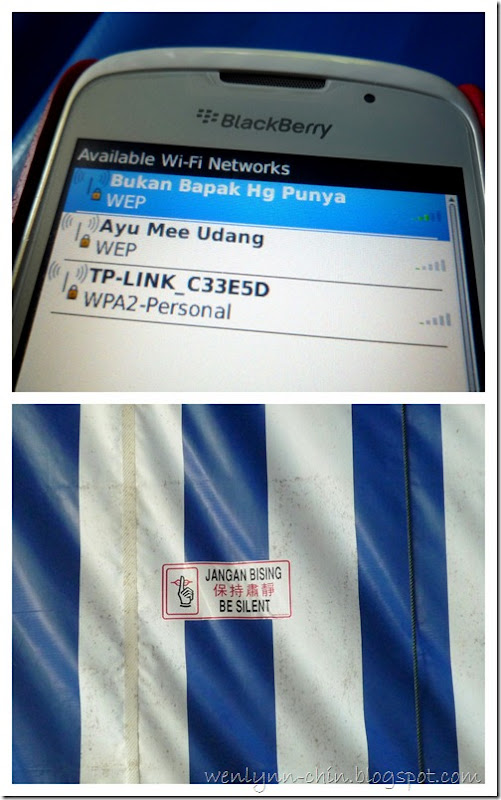 BlackBerry
Available Wi-Fi Networks
Bukan Bapak Hg Punya
WEP
Ayu Mee Udang
WEP
TP-LINK_C33E5D
WPA2-Personal
JANGAN BISING
保持肅靜
BE SILENT
wenlynn-chin.blogspot.com